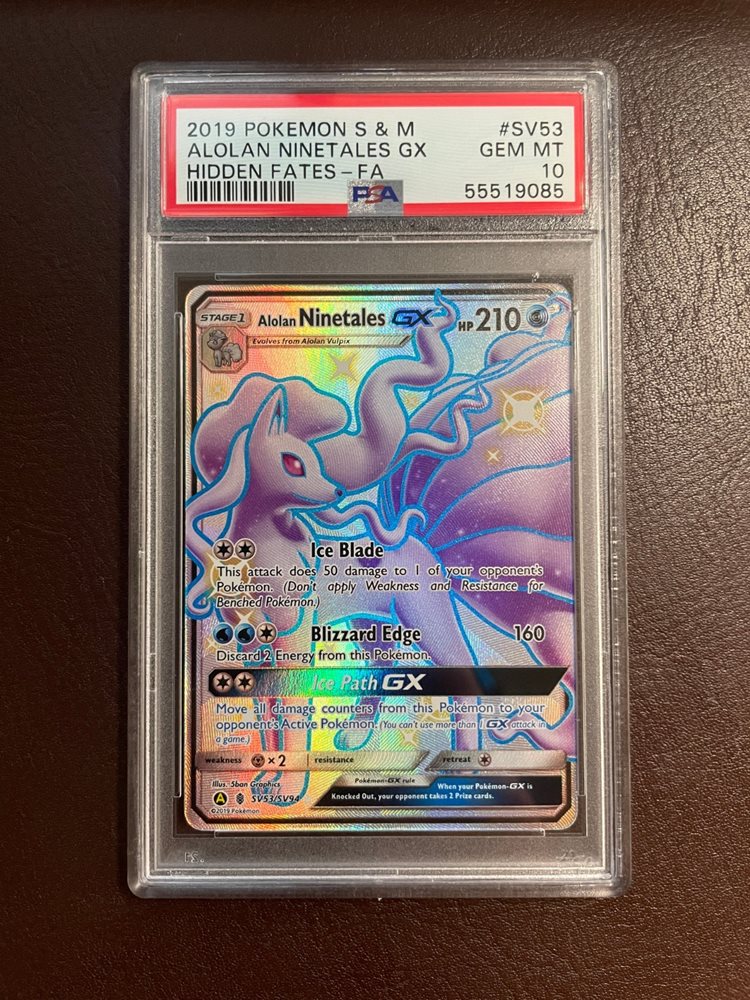 2019 POKEMON S & M #SV53
ALOLAN NINETALES GX GEM MT
HIDDEN FATES - FA 10
PSA 55519085
STAGE 1 Alolan Ninetales GX HP 210
Evolves from Alolan Vulpix
Ice Blade
This attack does 50 damage to 1 of your opponent's
Pokémon. (Don't apply Weakness and Resistance for
Benched Pokémon.)
Blizzard Edge 160
Discard 2 Energy from this Pokémon.
Ice Path GX
Move all damage counters from this Pokémon to your
opponent's Active Pokémon. (You can't use more than 1 GX attack in
a game.)
weakness × 2 resistance retreat
Illus. 5ban Graphics
A SV53/SV94
©2019 Pokémon
Pokémon-GX rule
When your Pokémon-GX is
Knocked Out, your opponent takes 2 Prize cards.